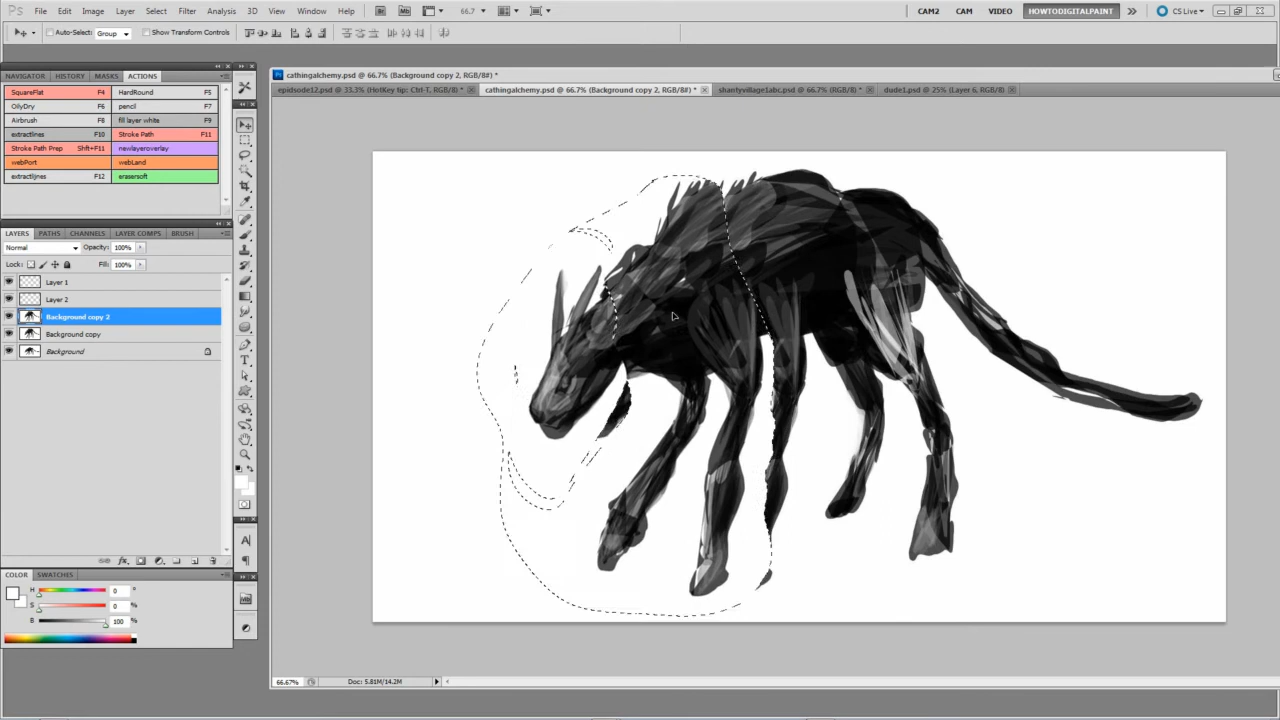 PS File Edit Image Layer Select Filter Analysis 3D View Window Help Br Mb 66.7 CAM2 CAM VIDEO HOWTODIGITALPAINT CS Live
Auto-Select: Group Show Transform Controls
NAVIGATOR HISTORY MASKS ACTIONS
cathingalchemy.psd @ 66.7% (Background copy 2, RGB/8#) *
epidsode12.psd @ 33.3% (HotKey tip: Ctrl-T, RGB/8) * cathingalchemy.psd @ 66.7% (Background copy 2, RGB/8#) * shantyvillage1abc.psd @ 66.7% (RGB/8) * dude1.psd @ 25% (Layer 6, RGB/8)
SquareFlat F4 HardRound F5
OilyDry F6 pencil F7
Airbrush F8 fill layer white F9
extractlines F10 Stroke Path F11
Stroke Path Prep Shft+F11 newlayeroverlay
webPort webLand
extractlijnes F12 erasersoft
LAYERS PATHS CHANNELS LAYER COMPS BRUSH
Normal Opacity: 100%
Lock: Fill: 100%
Layer 1
Layer 2
Background copy 2
Background copy
Background
COLOR SWATCHES
H 0 °
S 0 %
B 100 %
66.67% Doc: 5.81M/14.2M